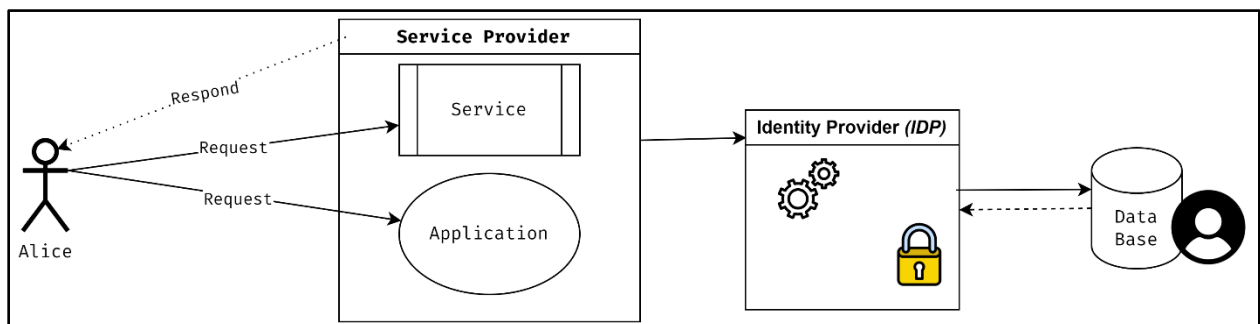 Service Provider
Respond
Service
Request
Request
Application
Alice
Identity Provider (IDP)
Data
Base